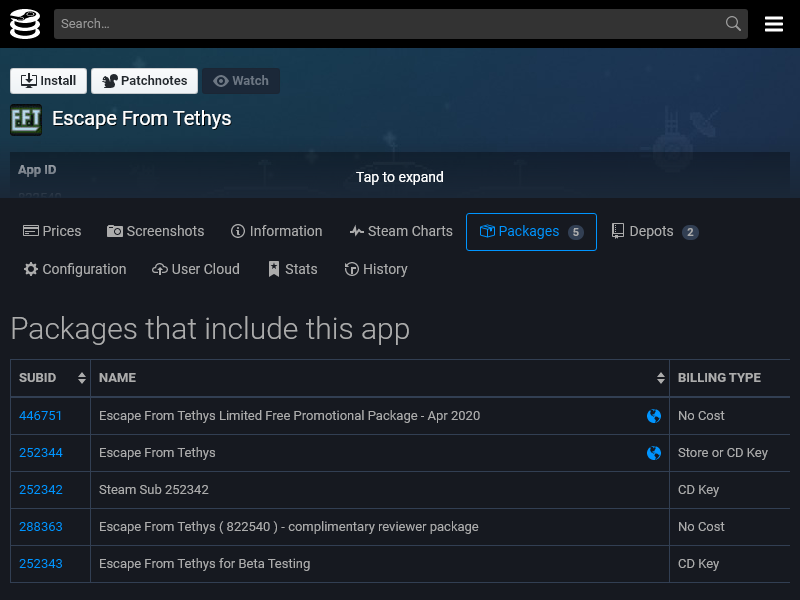 Search...
Install Patchnotes Watch
EFT Escape From Tethys
App ID
Tap to expand
Prices Screenshots Information Steam Charts Packages 5 Depots 2
Configuration User Cloud Stats History
Packages that include this app
SUBID NAME BILLING TYPE
446751 Escape From Tethys Limited Free Promotional Package - Apr 2020 No Cost
252344 Escape From Tethys Store or CD Key
252342 Steam Sub 252342 CD Key
288363 Escape From Tethys ( 822540 ) - complimentary reviewer package No Cost
252343 Escape From Tethys for Beta Testing CD Key